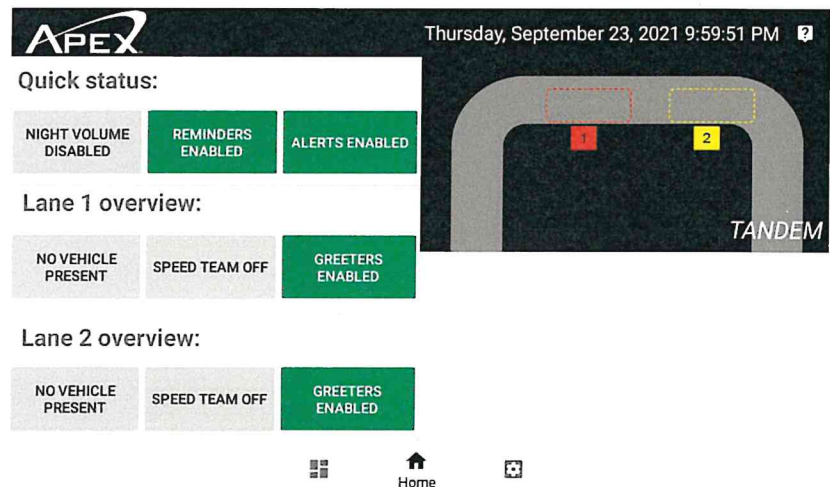 APEX
Thursday, September 23, 2021 9:59:51 PM
?
Quick status:
NIGHT VOLUME
DISABLED
REMINDERS
ENABLED
ALERTS ENABLED
1
2
TANDEM
Lane 1 overview:
NO VEHICLE
PRESENT
SPEED TEAM OFF
GREETERS
ENABLED
Lane 2 overview:
NO VEHICLE
PRESENT
SPEED TEAM OFF
GREETERS
ENABLED
Home